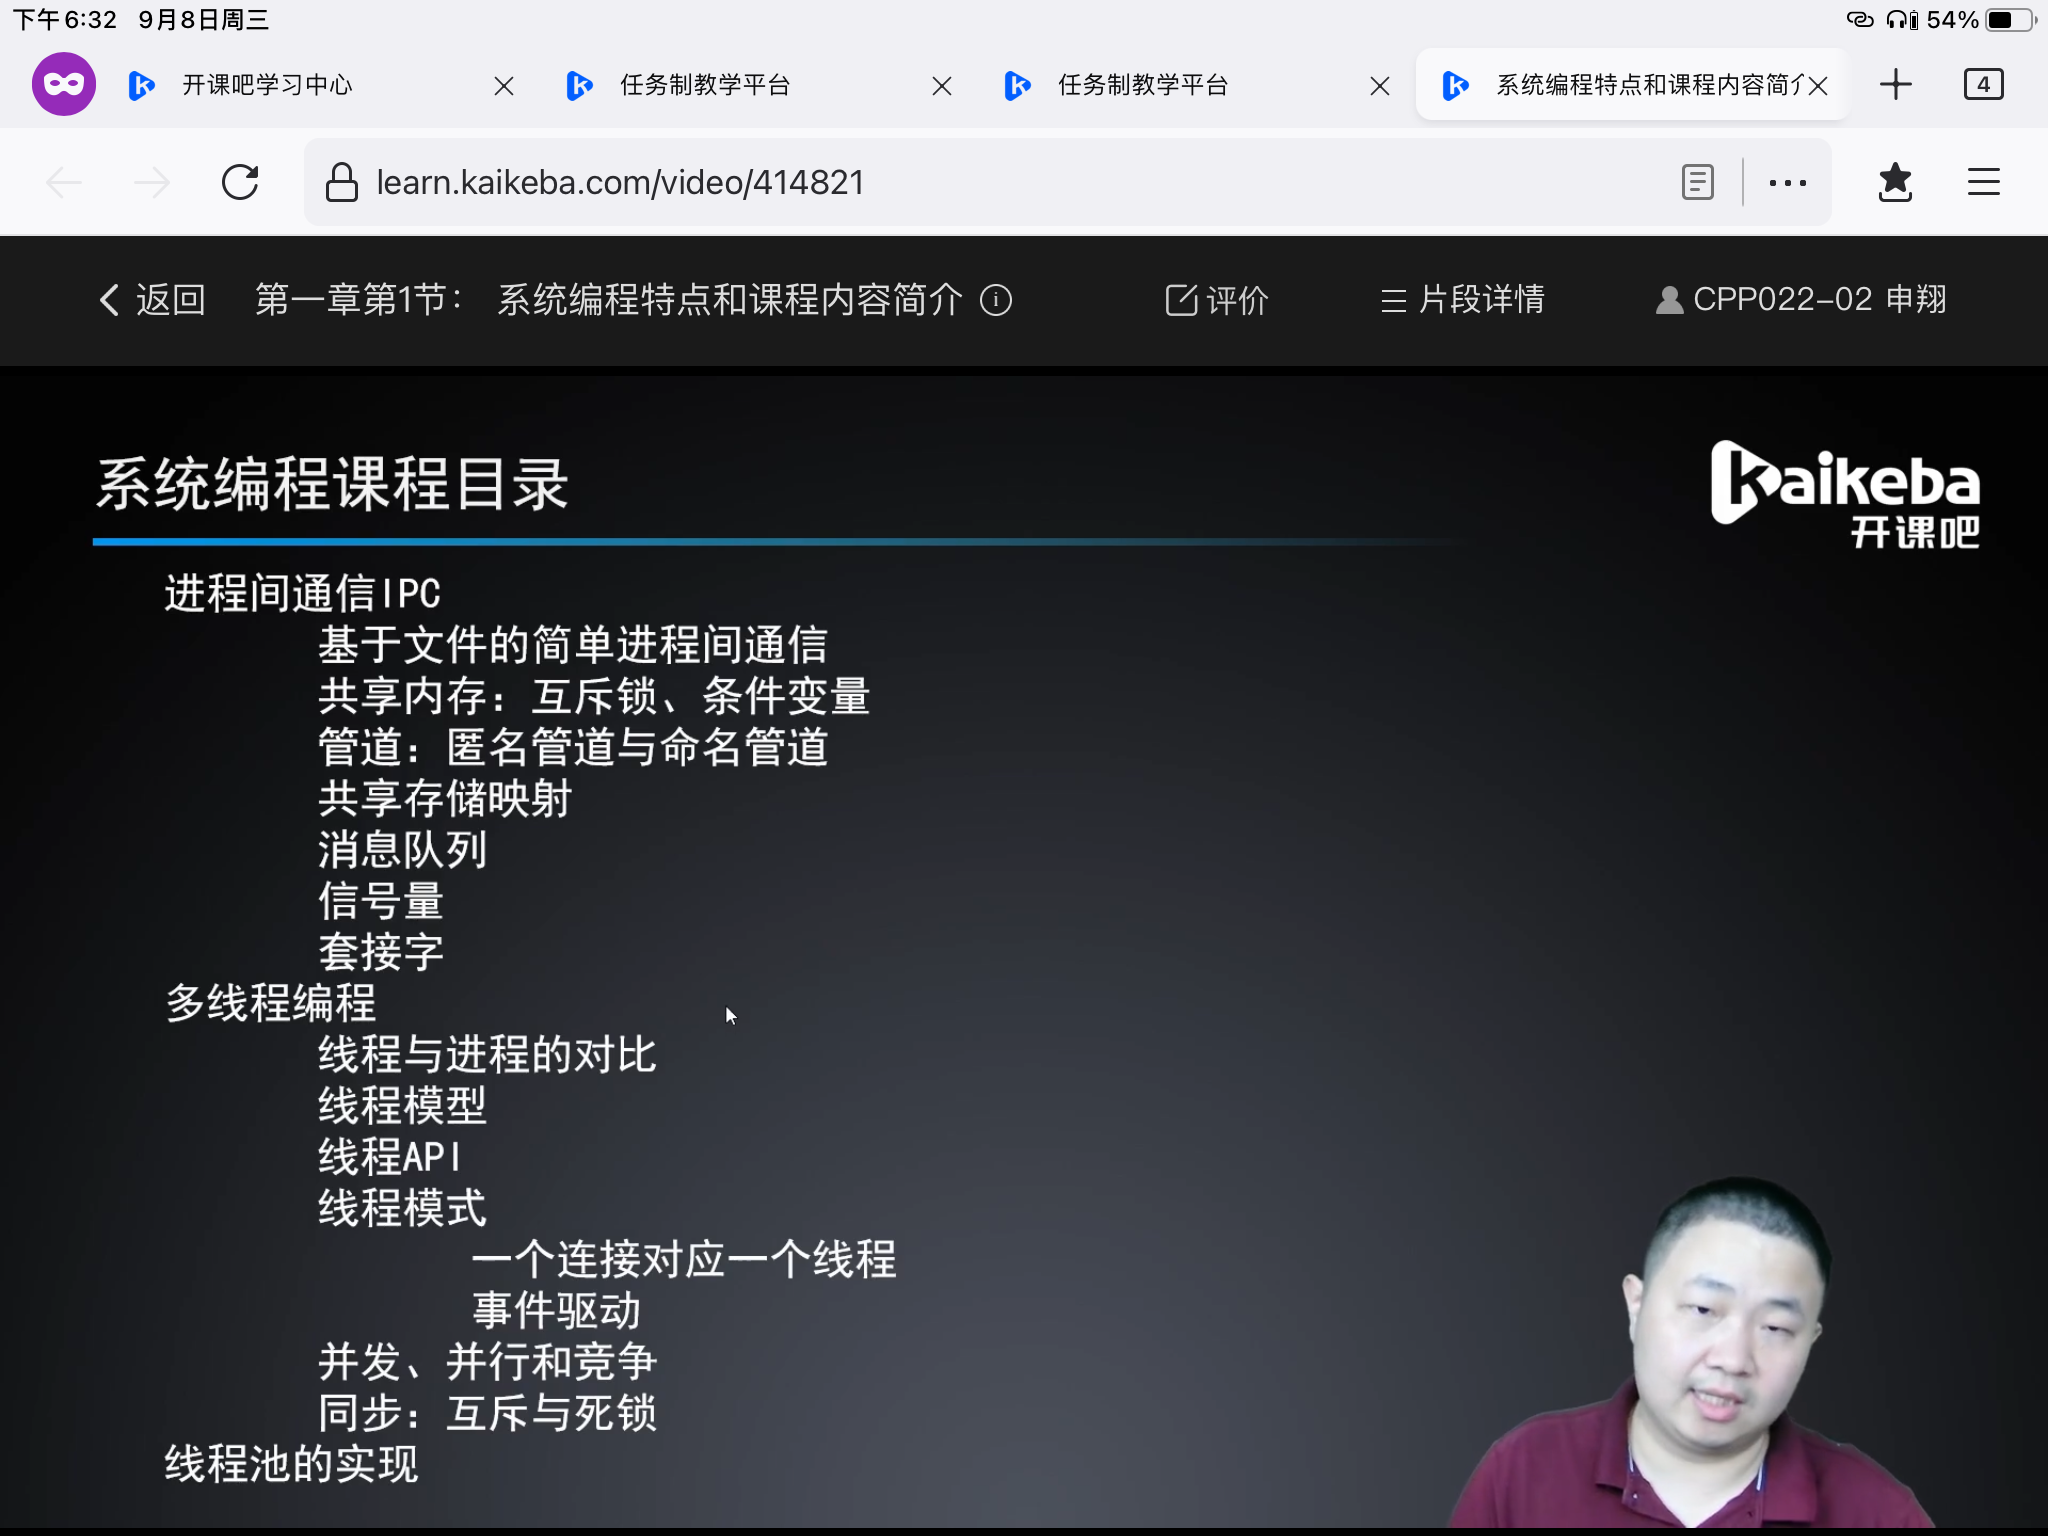 下午6:32 9月8日周三 54%
开课吧学习中心 任务制教学平台 任务制教学平台 系统编程特点和课程内容简介 4
learn.kaikeba.com/video/414821
返回 第一章第1节： 系统编程特点和课程内容简介 评价 片段详情 CPP022-02 申翔
系统编程课程目录
Kaikeba
开课吧
进程间通信IPC
基于文件的简单进程间通信
共享内存：互斥锁、条件变量
管道：匿名管道与命名管道
共享存储映射
消息队列
信号量
套接字
多线程编程
线程与进程的对比
线程模型
线程API
线程模式
一个连接对应一个线程
事件驱动
并发、并行和竞争
同步：互斥与死锁
线程池的实现